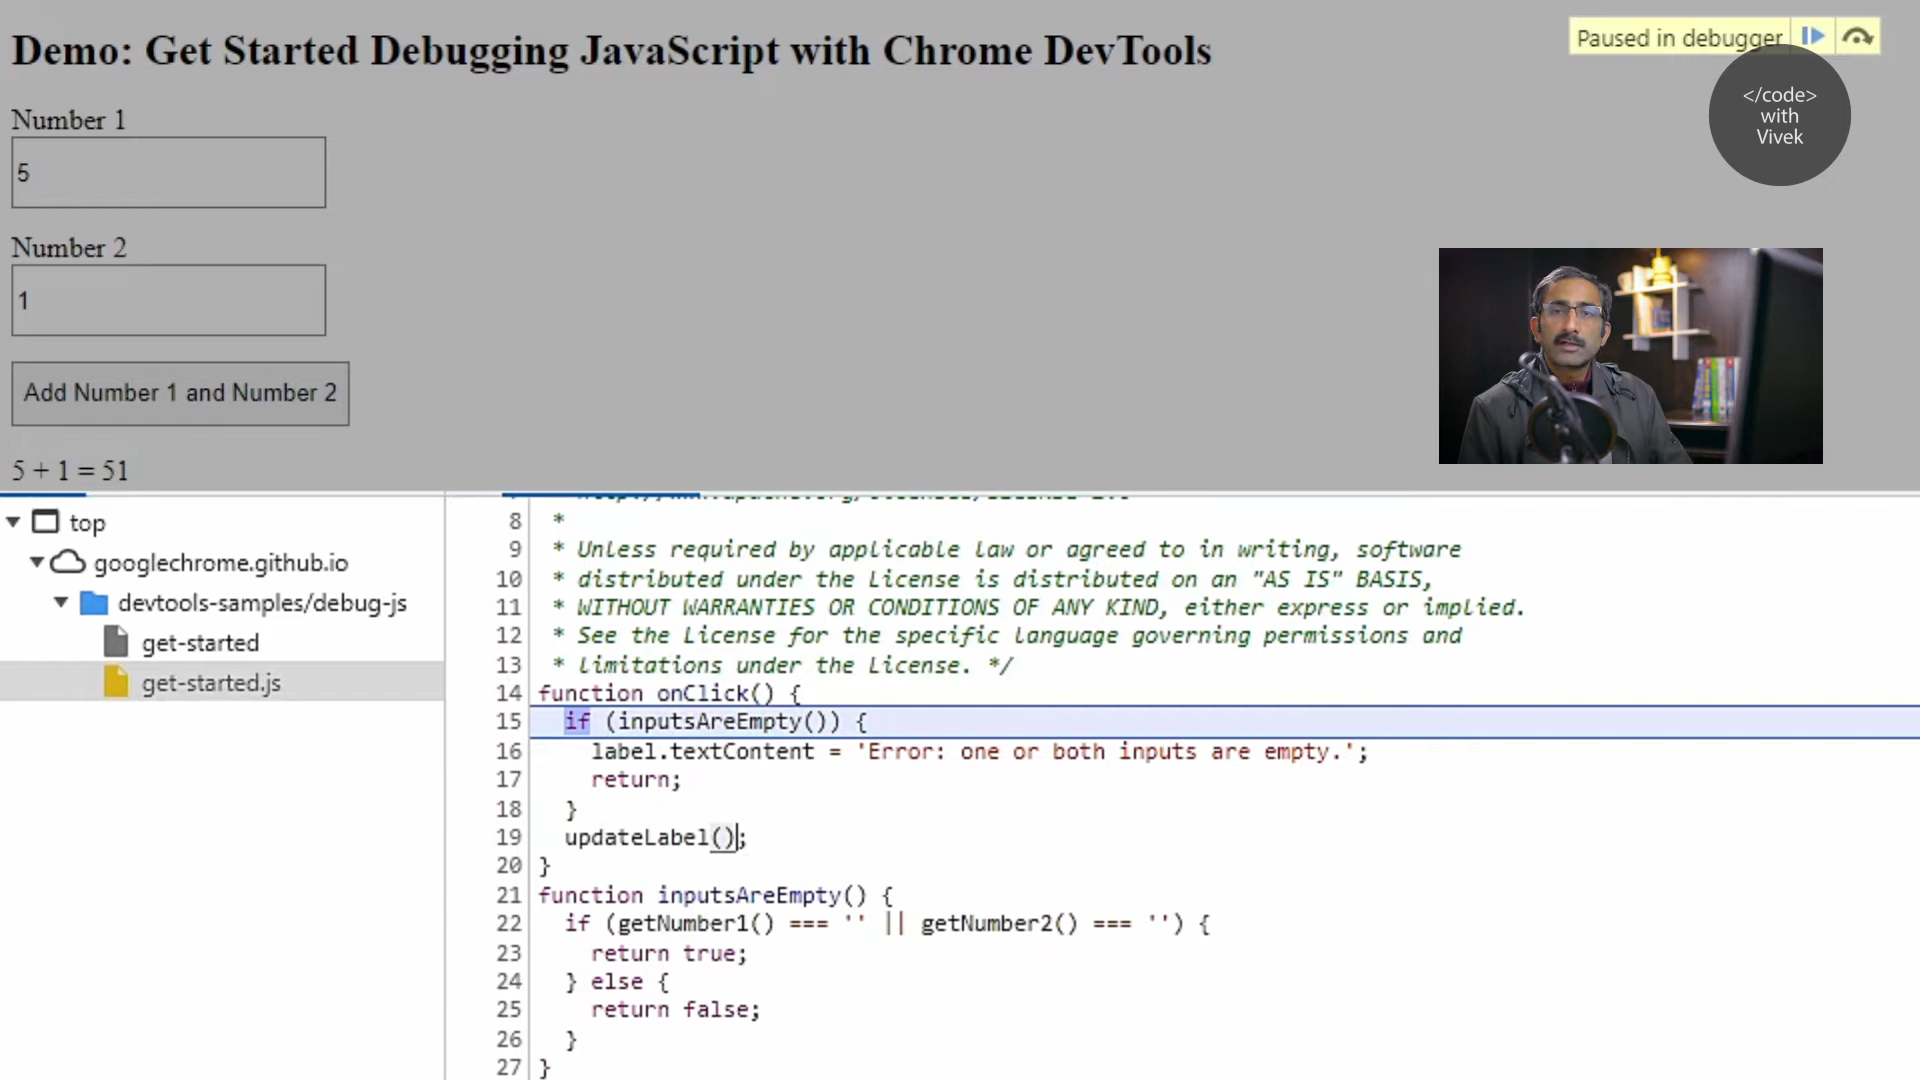 Demo: Get Started Debugging JavaScript with Chrome DevTools
Paused in debugger
</code>
with
Vivek
Number 1
5
Number 2
1
Add Number 1 and Number 2
5 + 1 = 51
top
googlechrome.github.io
devtools-samples/debug-js
get-started
get-started.js
8 *
9 * Unless required by applicable law or agreed to in writing, software
10 * distributed under the License is distributed on an "AS IS" BASIS,
11 * WITHOUT WARRANTIES OR CONDITIONS OF ANY KIND, either express or implied.
12 * See the License for the specific language governing permissions and
13 * limitations under the License. */
14 function onClick() {
15 if (inputsAreEmpty()) {
16 label.textContent = 'Error: one or both inputs are empty.';
17 return;
18 }
19 updateLabel();
20 }
21 function inputsAreEmpty() {
22 if (getNumber1() === '' || getNumber2() === '') {
23 return true;
24 } else {
25 return false;
26 }
27 }